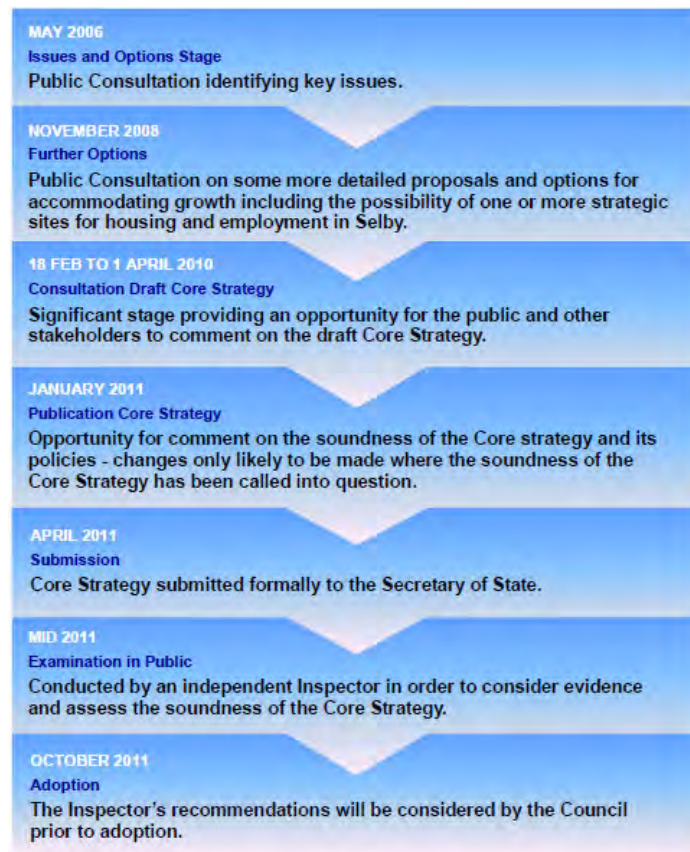 MAY 2006
Issues and Options Stage
Public Consultation identifying key issues.
NOVEMBER 2008
Further Options
Public Consultation on some more detailed proposals and options for
accommodating growth including the possibility of one or more strategic
sites for housing and employment in Selby.
18 FEB TO 1 APRIL 2010
Consultation Draft Core Strategy
Significant stage providing an opportunity for the public and other
stakeholders to comment on the draft Core Strategy.
JANUARY 2011
Publication Core Strategy
Opportunity for comment on the soundness of the Core strategy and its
policies - changes only likely to be made where the soundness of the
Core Strategy has been called into question.
APRIL 2011
Submission
Core Strategy submitted formally to the Secretary of State.
MID 2011
Examination in Public
Conducted by an independent Inspector in order to consider evidence
and assess the soundness of the Core Strategy.
OCTOBER 2011
Adoption
The Inspector's recommendations will be considered by the Council
prior to adoption.